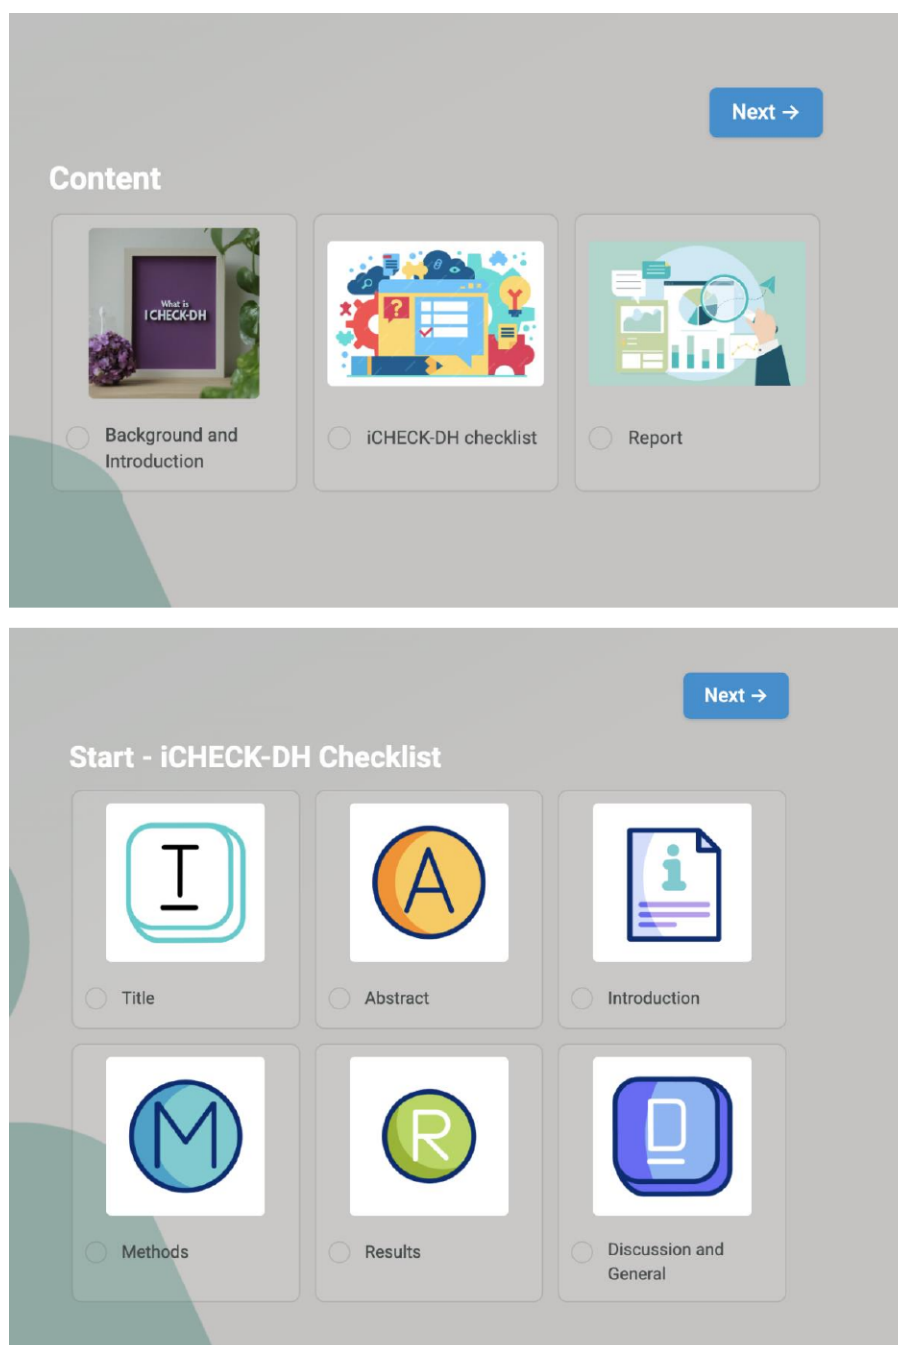 Next →
Content
What is
I CHECK-DH
?
Background and
Introduction
iCHECK-DH checklist
Report
Next →
Start - iCHECK-DH Checklist
I
A
i
Title
Abstract
Introduction
M
R
D
Methods
Results
Discussion and
General